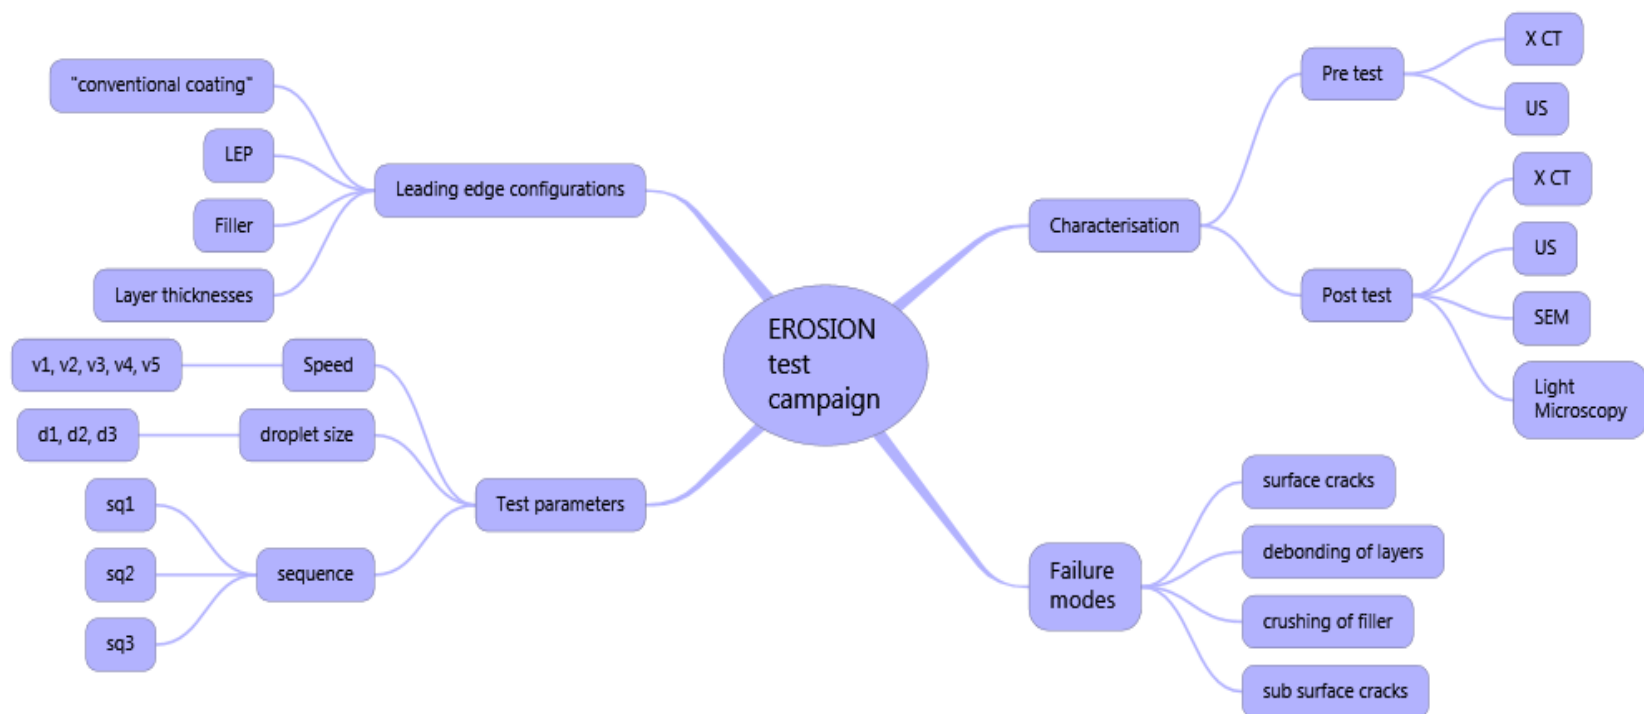 EROSION
test
campaign
Leading edge configurations
"conventional coating"
LEP
Filler
Layer thicknesses
Test parameters
Speed
v1, v2, v3, v4, v5
droplet size
d1, d2, d3
sequence
sq1
sq2
sq3
Characterisation
Pre test
X CT
US
Post test
X CT
US
SEM
Light
Microscopy
Failure
modes
surface cracks
debonding of layers
crushing of filler
sub surface cracks